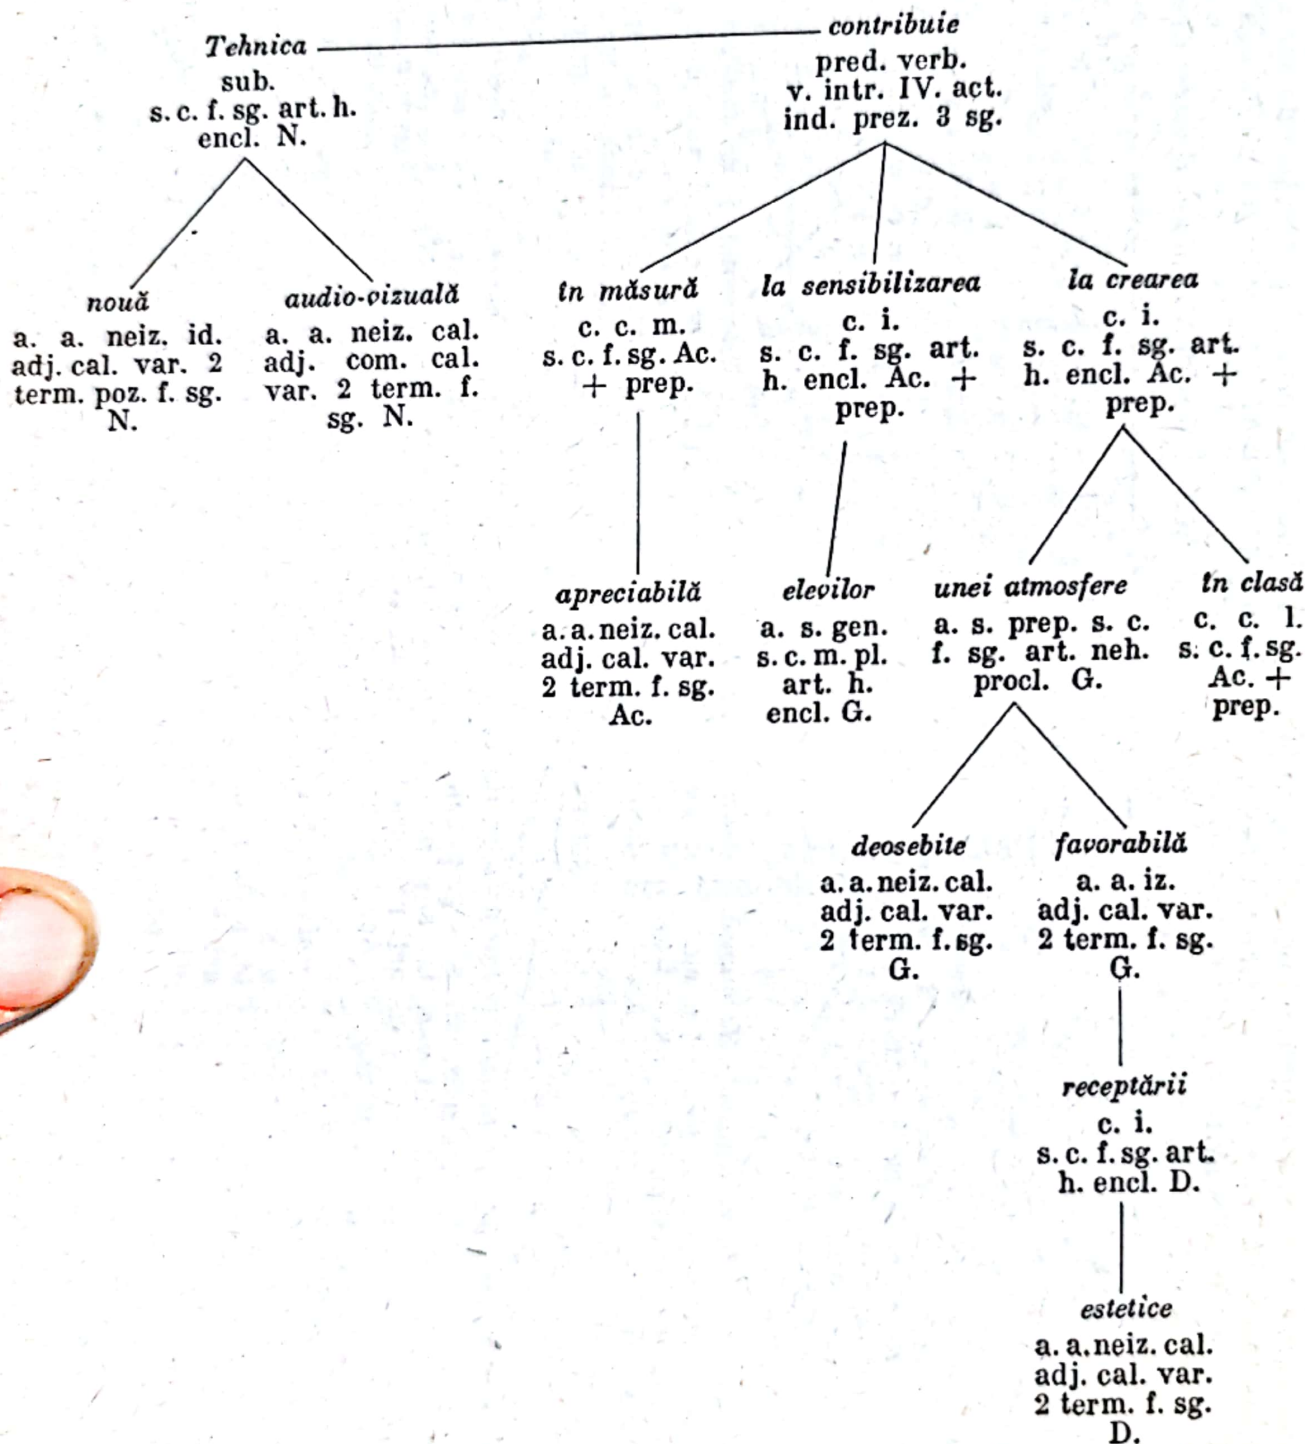 Tehnica
sub.
s. c. f. sg. art. h.
encl. N.
contribuie
pred. verb.
v. intr. IV. act.
ind. prez. 3 sg.
nouă
a. a. neiz. id.
adj. cal. var. 2
term. poz. f. sg.
N.
audio-vizuală
a. a. neiz. cal.
adj. com. cal.
var. 2 term. f.
sg. N.
în măsură
c. c. m.
s. c. f. sg. Ac.
+ prep.
la sensibilizarea
c. i.
s. c. f. sg. art.
h. encl. Ac. +
prep.
la crearea
c. i.
s. c. f. sg. art.
h. encl. Ac. +
prep.
apreciabilă
a. a. neiz. cal.
adj. cal. var.
2 term. f. sg.
Ac.
elevilor
a. s. gen.
s. c. m. pl.
art. h.
encl. G.
unei atmosfere
a. s. prep. s. c.
f. sg. art. neh.
procl. G.
în clasă
c. c. l.
s. c. f. sg.
Ac. +
prep.
deosebite
a. a. neiz. cal.
adj. cal. var.
2 term. f. sg.
G.
favorabilă
a. a. iz.
adj. cal. var.
2 term. f. sg.
G.
receptării
c. i.
s. c. f. sg. art.
h. encl. D.
estetice
a. a. neiz. cal.
adj. cal. var.
2 term. f. sg.
D.